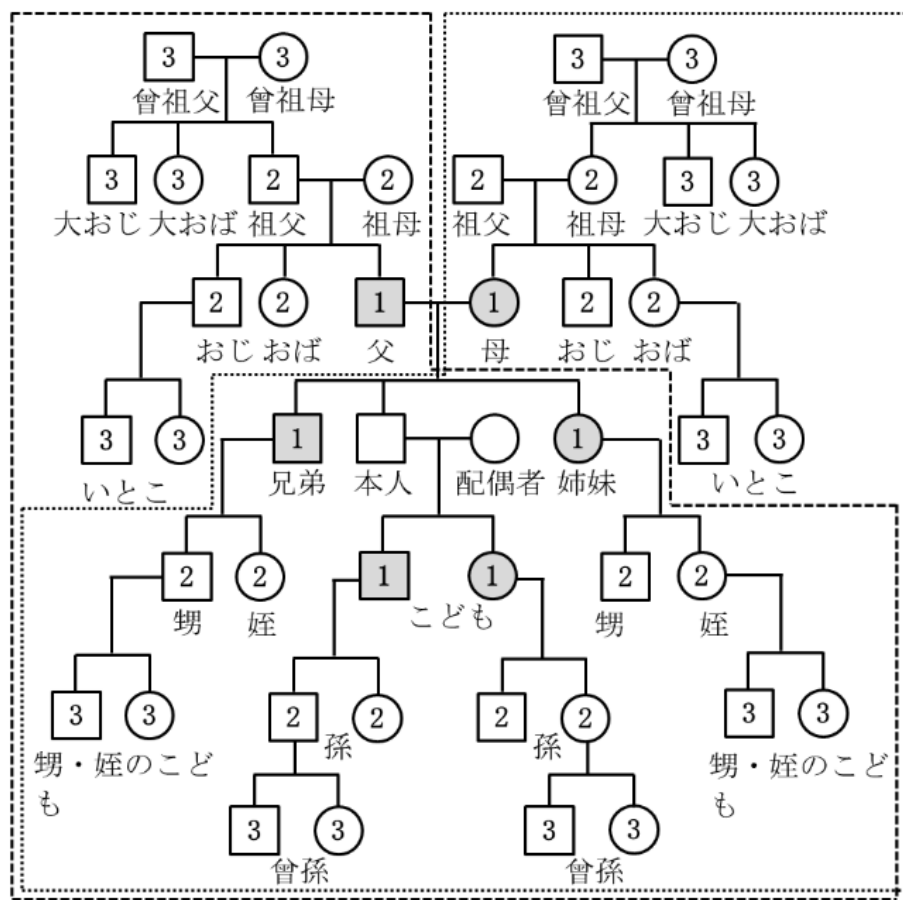 3 3 3 3
曾祖父 曾祖母 曾祖父 曾祖母
3 3 2 2 2 2 3 3
大おじ 大おば 祖父 祖母 祖父 祖母 大おじ 大おば
2 2 1 1 2 2
おじ おば 父 母 おじ おば
3 3 1 1 3 3
いとこ 兄弟 本人 配偶者 姉妹 いとこ
2 2 1 1 2 2
甥 姪 こども 甥 姪
3 3 2 2 2 2 3 3
孫 孫
甥・姪のこど
も
甥・姪のこど
も
3 3 3 3
曾孫 曾孫